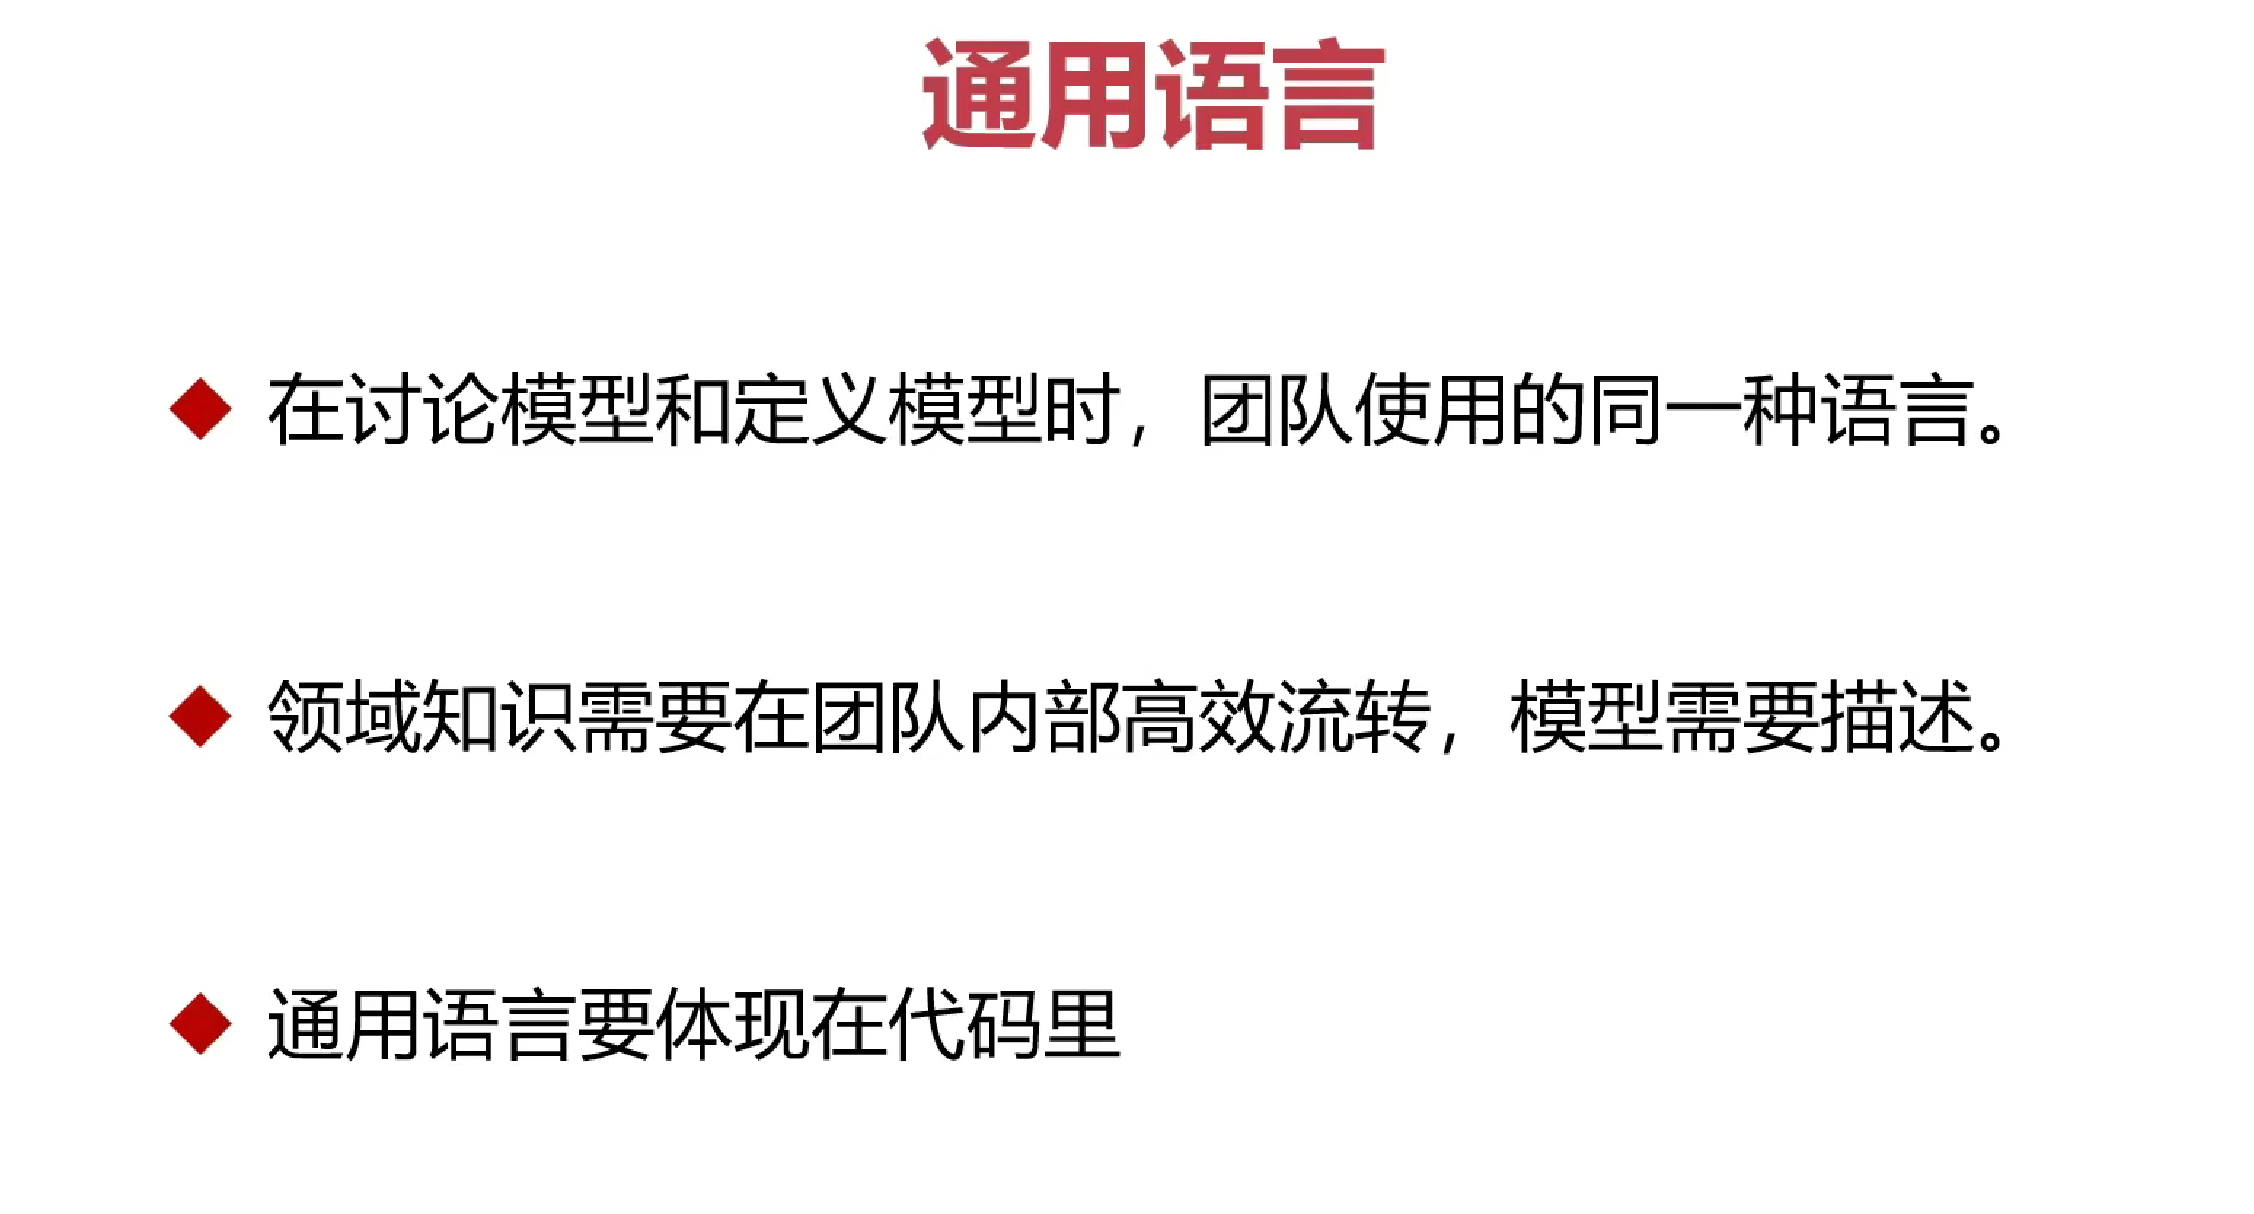 通用语言
在讨论模型和定义模型时，团队使用的同一种语言。
领域知识需要在团队内部高效流转，模型需要描述。
通用语言要体现在代码里